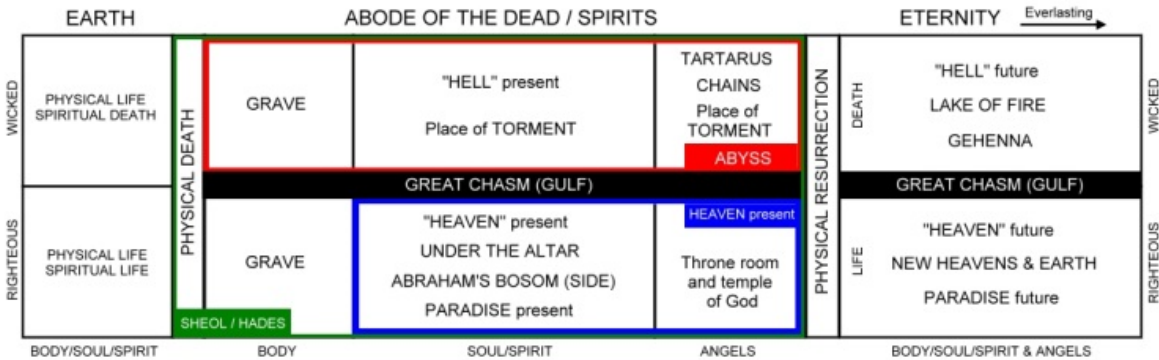 EARTH
ABODE OF THE DEAD / SPIRITS
ETERNITY
Everlasting
WICKED
PHYSICAL LIFE
SPIRITUAL DEATH
PHYSICAL DEATH
GRAVE
"HELL" present
Place of TORMENT
TARTARUS
CHAINS
Place of
TORMENT
ABYSS
PHYSICAL RESURRECTION
DEATH
"HELL" future
LAKE OF FIRE
GEHENNA
WICKED
GREAT CHASM (GULF)
GREAT CHASM (GULF)
RIGHTEOUS
PHYSICAL LIFE
SPIRITUAL LIFE
GRAVE
SHEOL / HADES
"HEAVEN" present
UNDER THE ALTAR
ABRAHAM'S BOSOM (SIDE)
PARADISE present
HEAVEN present
Throne room
and temple
of God
LIFE
"HEAVEN" future
NEW HEAVENS & EARTH
PARADISE future
RIGHTEOUS
BODY/SOUL/SPIRIT
BODY
SOUL/SPIRIT
ANGELS
BODY/SOUL/SPIRIT & ANGELS